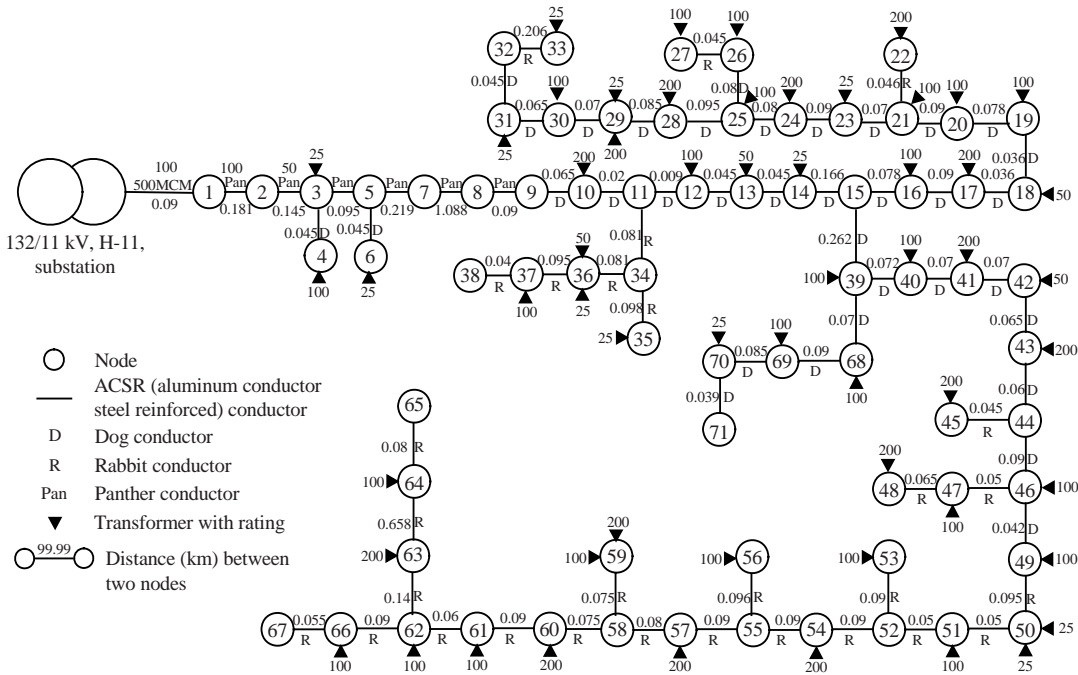 25
100
100
200
0.206
0.045
32
33
R
27
R
26
22
0.045 D
100
25
200
0.08 D
100
200
25
0.046 R
100
100
100
0.065
0.07
0.085
0.095
0.08
0.09
0.07
0.09
0.078
31
30
29
28
25
24
23
21
20
19
D
D
D
D
D
D
D
D
D
25
200
0.036 D
100
500MCM
0.09
100
Pan
0.181
50
Pan
0.145
25
Pan
0.095
Pan
0.219
Pan
1.088
Pan
0.09
0.065
200
0.02
0.009
100
0.045
50
0.045
25
0.166
0.078
100
0.09
200
0.036
1
2
3
5
7
8
9
10
11
12
13
14
15
16
17
18
50
D
D
D
D
D
D
D
D
D
D
132/11 kV, H-11,
substation
0.045 D
0.045 D
4
6
100
25
0.081 R
0.262 D
50
0.04
0.095
0.081
38
37
36
34
R
R
R
100
25
0.098 R
25
35
100
39
0.072
100
0.07
200
0.07
40
41
42
50
D
D
D
0.07 D
0.065 D
25
100
0.085
0.09
70
69
68
D
D
100
0.039 D
71
43
200
0.06 D
200
0.045
45
R
44
0.09 D
200
0.065
0.05
48
47
46
100
R
R
100
0.042 D
49
100
0.095 R
Node
ACSR (aluminum conductor
steel reinforced) conductor
D Dog conductor
R Rabbit conductor
Pan Panther conductor
Transformer with rating
99.99 Distance (km) between
two nodes
65
0.08 R
100
64
0.658 R
200
63
0.14 R
200
100
59
0.075 R
100
56
0.096 R
100
53
0.09 R
0.055
0.09
0.06
0.09
0.075
0.08
0.09
0.09
0.09
0.05
0.05
67
66
62
61
60
58
57
55
54
52
51
50
25
R
R
R
R
R
R
R
R
R
R
R
100
100
100
200
200
200
100
25